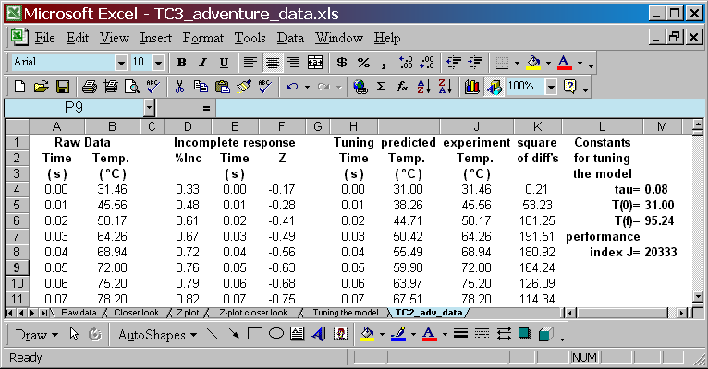 Microsoft Excel - TC3_adventure_data.xls
File Edit View Insert Format Tools Data Window Help
Arial 10 B I U $ % ,
100%
P9 =
A B C D E F G H J K L M
1 Raw Data Incomplete response Tuning predicted experiment square Constants
2 Time Temp. %Inc Time Z Time Temp. Temp. of diff's for tuning
3 (s) (°C) (s) (s) (°C) (°C) the model
4 0.00 31.46 0.33 0.00 -0.17 0.00 31.00 31.46 0.21 tau= 0.08
5 0.01 45.56 0.48 0.01 -0.28 0.01 38.26 45.56 53.23 T(0)= 31.00
6 0.02 50.17 0.61 0.02 -0.41 0.02 44.71 50.17 101.25 T(f)= 95.24
7 0.03 64.26 0.67 0.03 -0.49 0.03 50.42 64.26 191.51 performance
8 0.04 68.94 0.72 0.04 -0.56 0.04 55.49 68.94 180.92 index J= 20333
9 0.05 72.00 0.76 0.05 -0.63 0.05 59.90 72.00 164.24
10 0.06 75.20 0.79 0.06 -0.68 0.06 63.97 75.20 126.09
11 0.07 78.20 0.82 0.07 -0.75 0.07 67.51 78.20 114.34
Raw data Closer look Z plot Z-plot closer look Tuning the model TC2_adv_data
Draw AutoShapes
Ready NUM